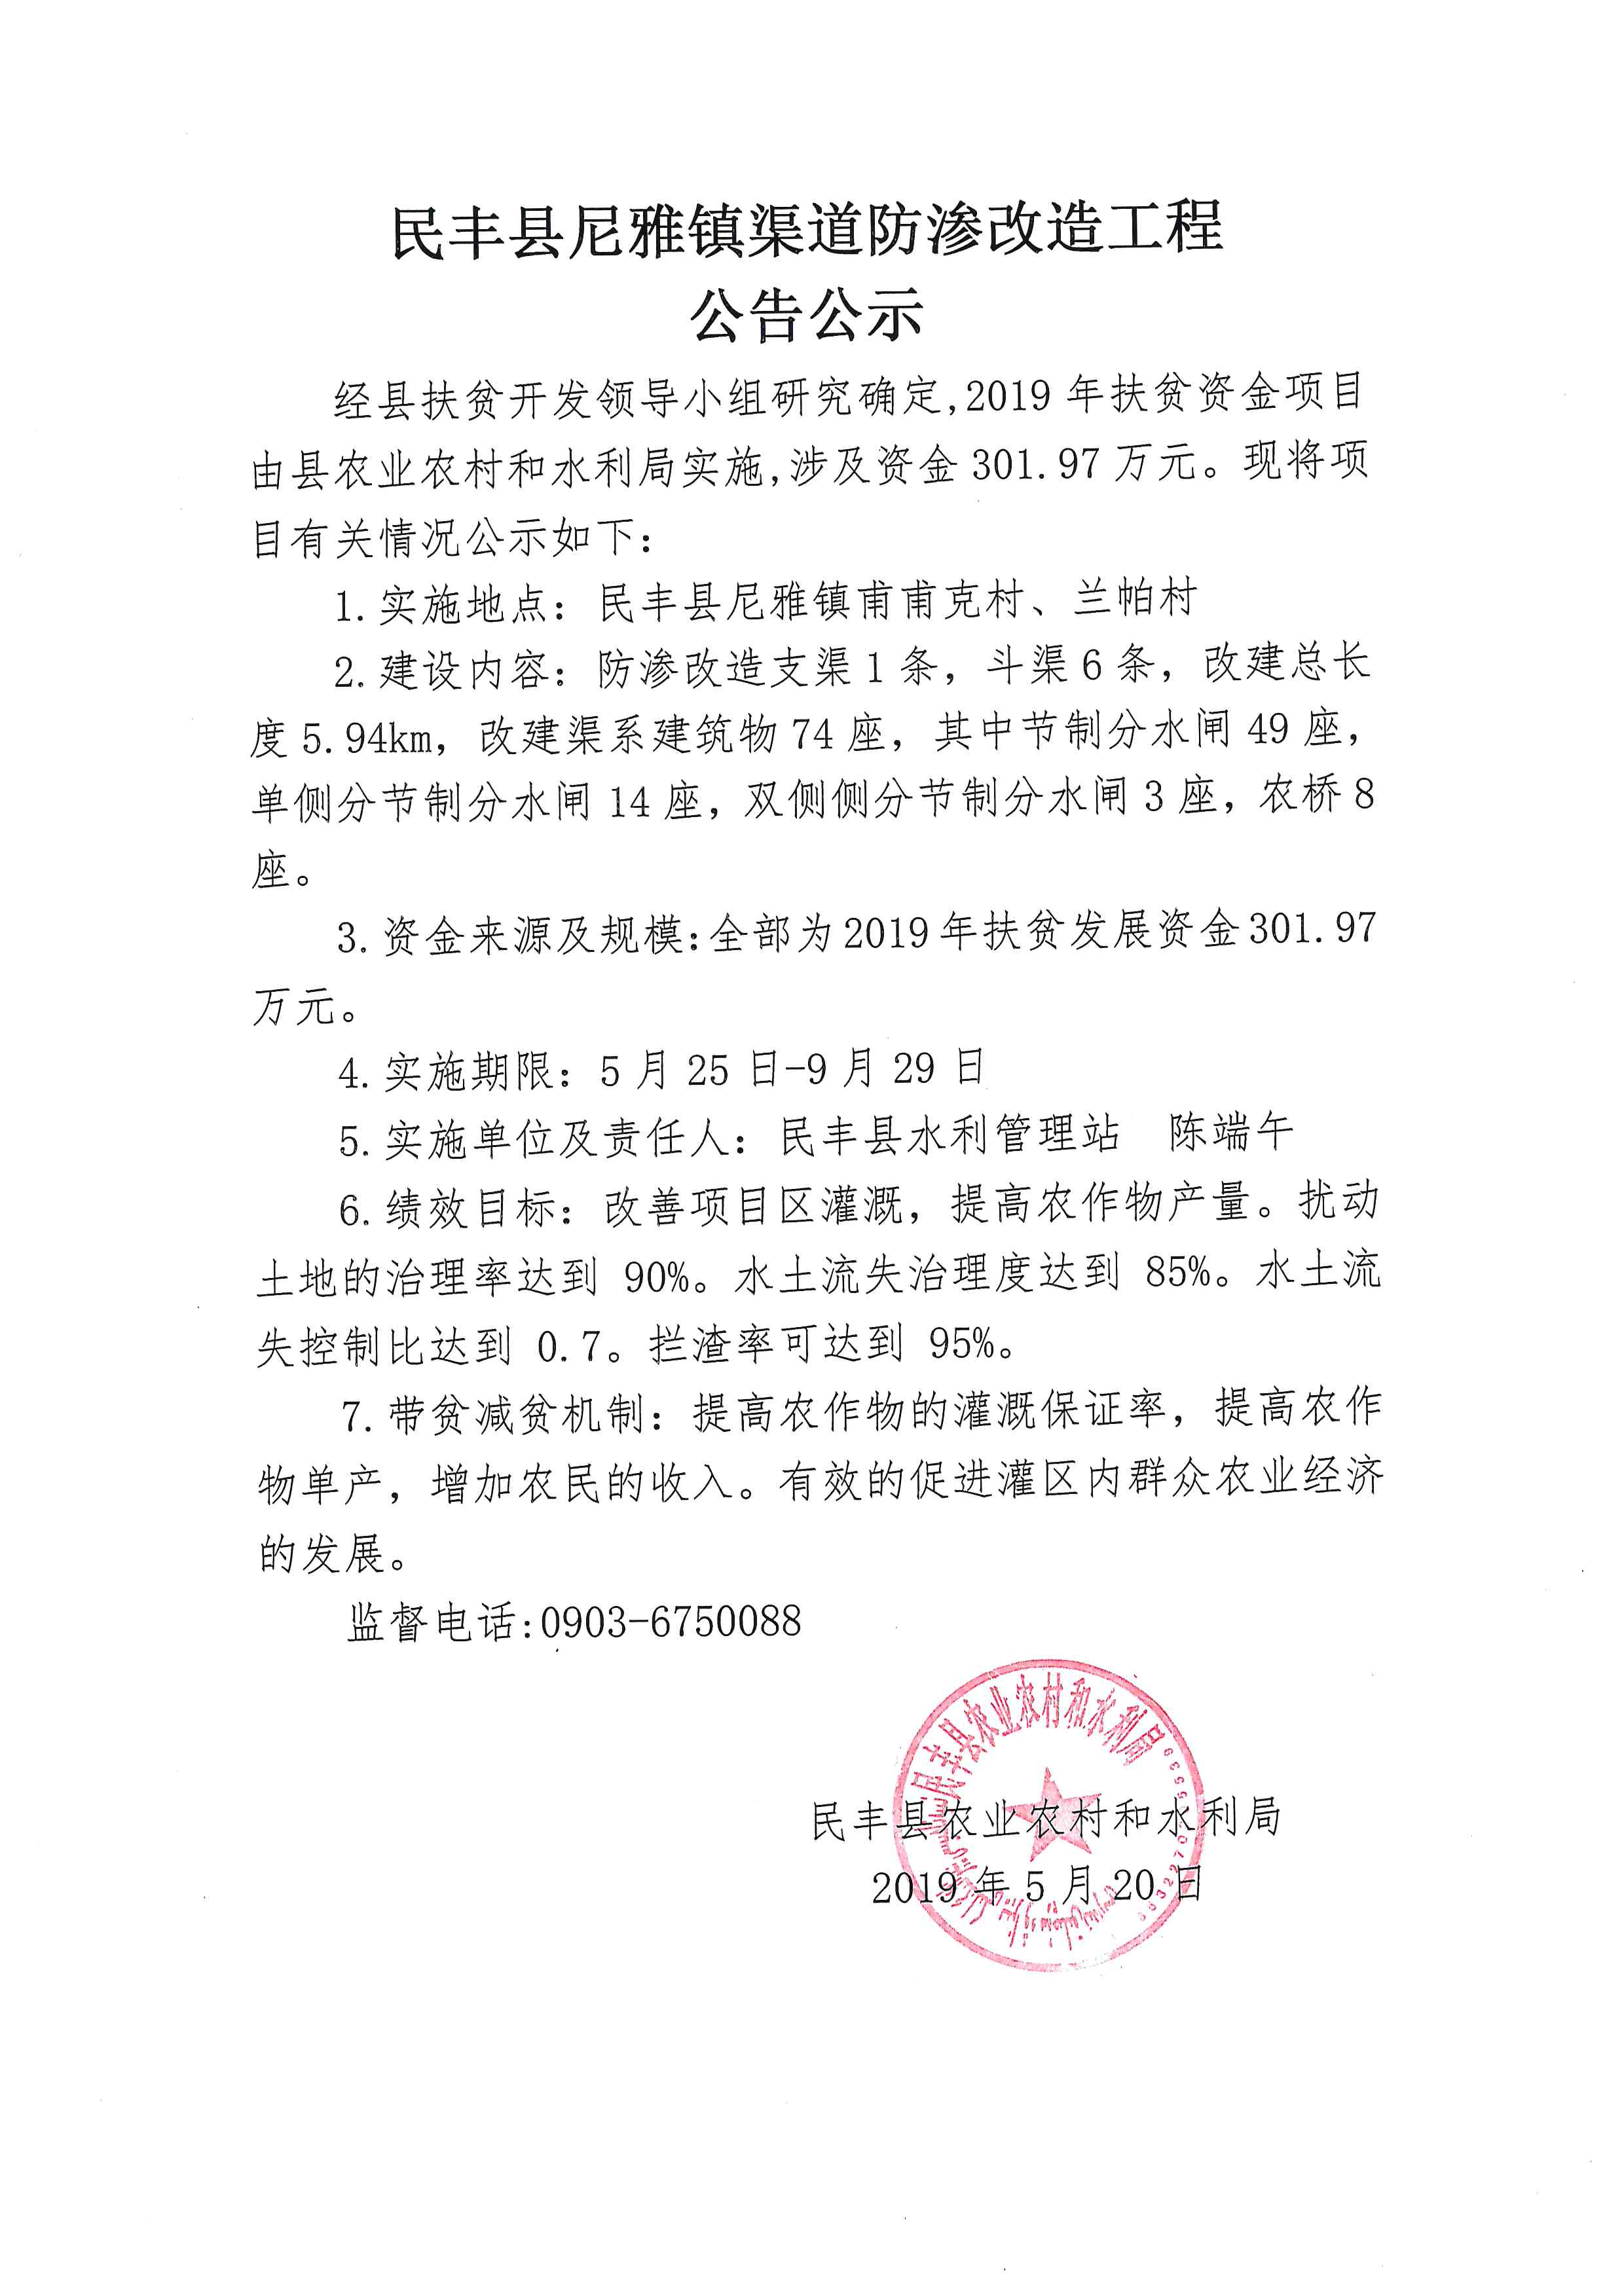 民丰县尼雅镇渠道防渗改造工程
公告公示
经县扶贫开发领导小组研究确定,2019年扶贫资金项目
由县农业农村和水利局实施,涉及资金301.97万元。现将项
目有关情况公示如下：
1.实施地点：民丰县尼雅镇甫甫克村、兰帕村
2.建设内容：防渗改造支渠1条，斗渠6条，改建总长
度5.94km，改建渠系建筑物74座，其中节制分水闸49座，
单侧分节制分水闸14座，双侧侧分节制分水闸3座，农桥8
座。
3.资金来源及规模:全部为2019年扶贫发展资金301.97
万元。
4.实施期限：5月25日-9月29日
5.实施单位及责任人：民丰县水利管理站　陈端午
6.绩效目标：改善项目区灌溉，提高农作物产量。扰动
土地的治理率达到 90%。水土流失治理度达到 85%。水土流
失控制比达到 0.7。拦渣率可达到 95%。
7.带贫减贫机制：提高农作物的灌溉保证率，提高农作
物单产，增加农民的收入。有效的促进灌区内群众农业经济
的发展。
监督电话:0903-6750088
民丰县农业农村和水利局
民丰县农业农村和水利局
2019年5月20日